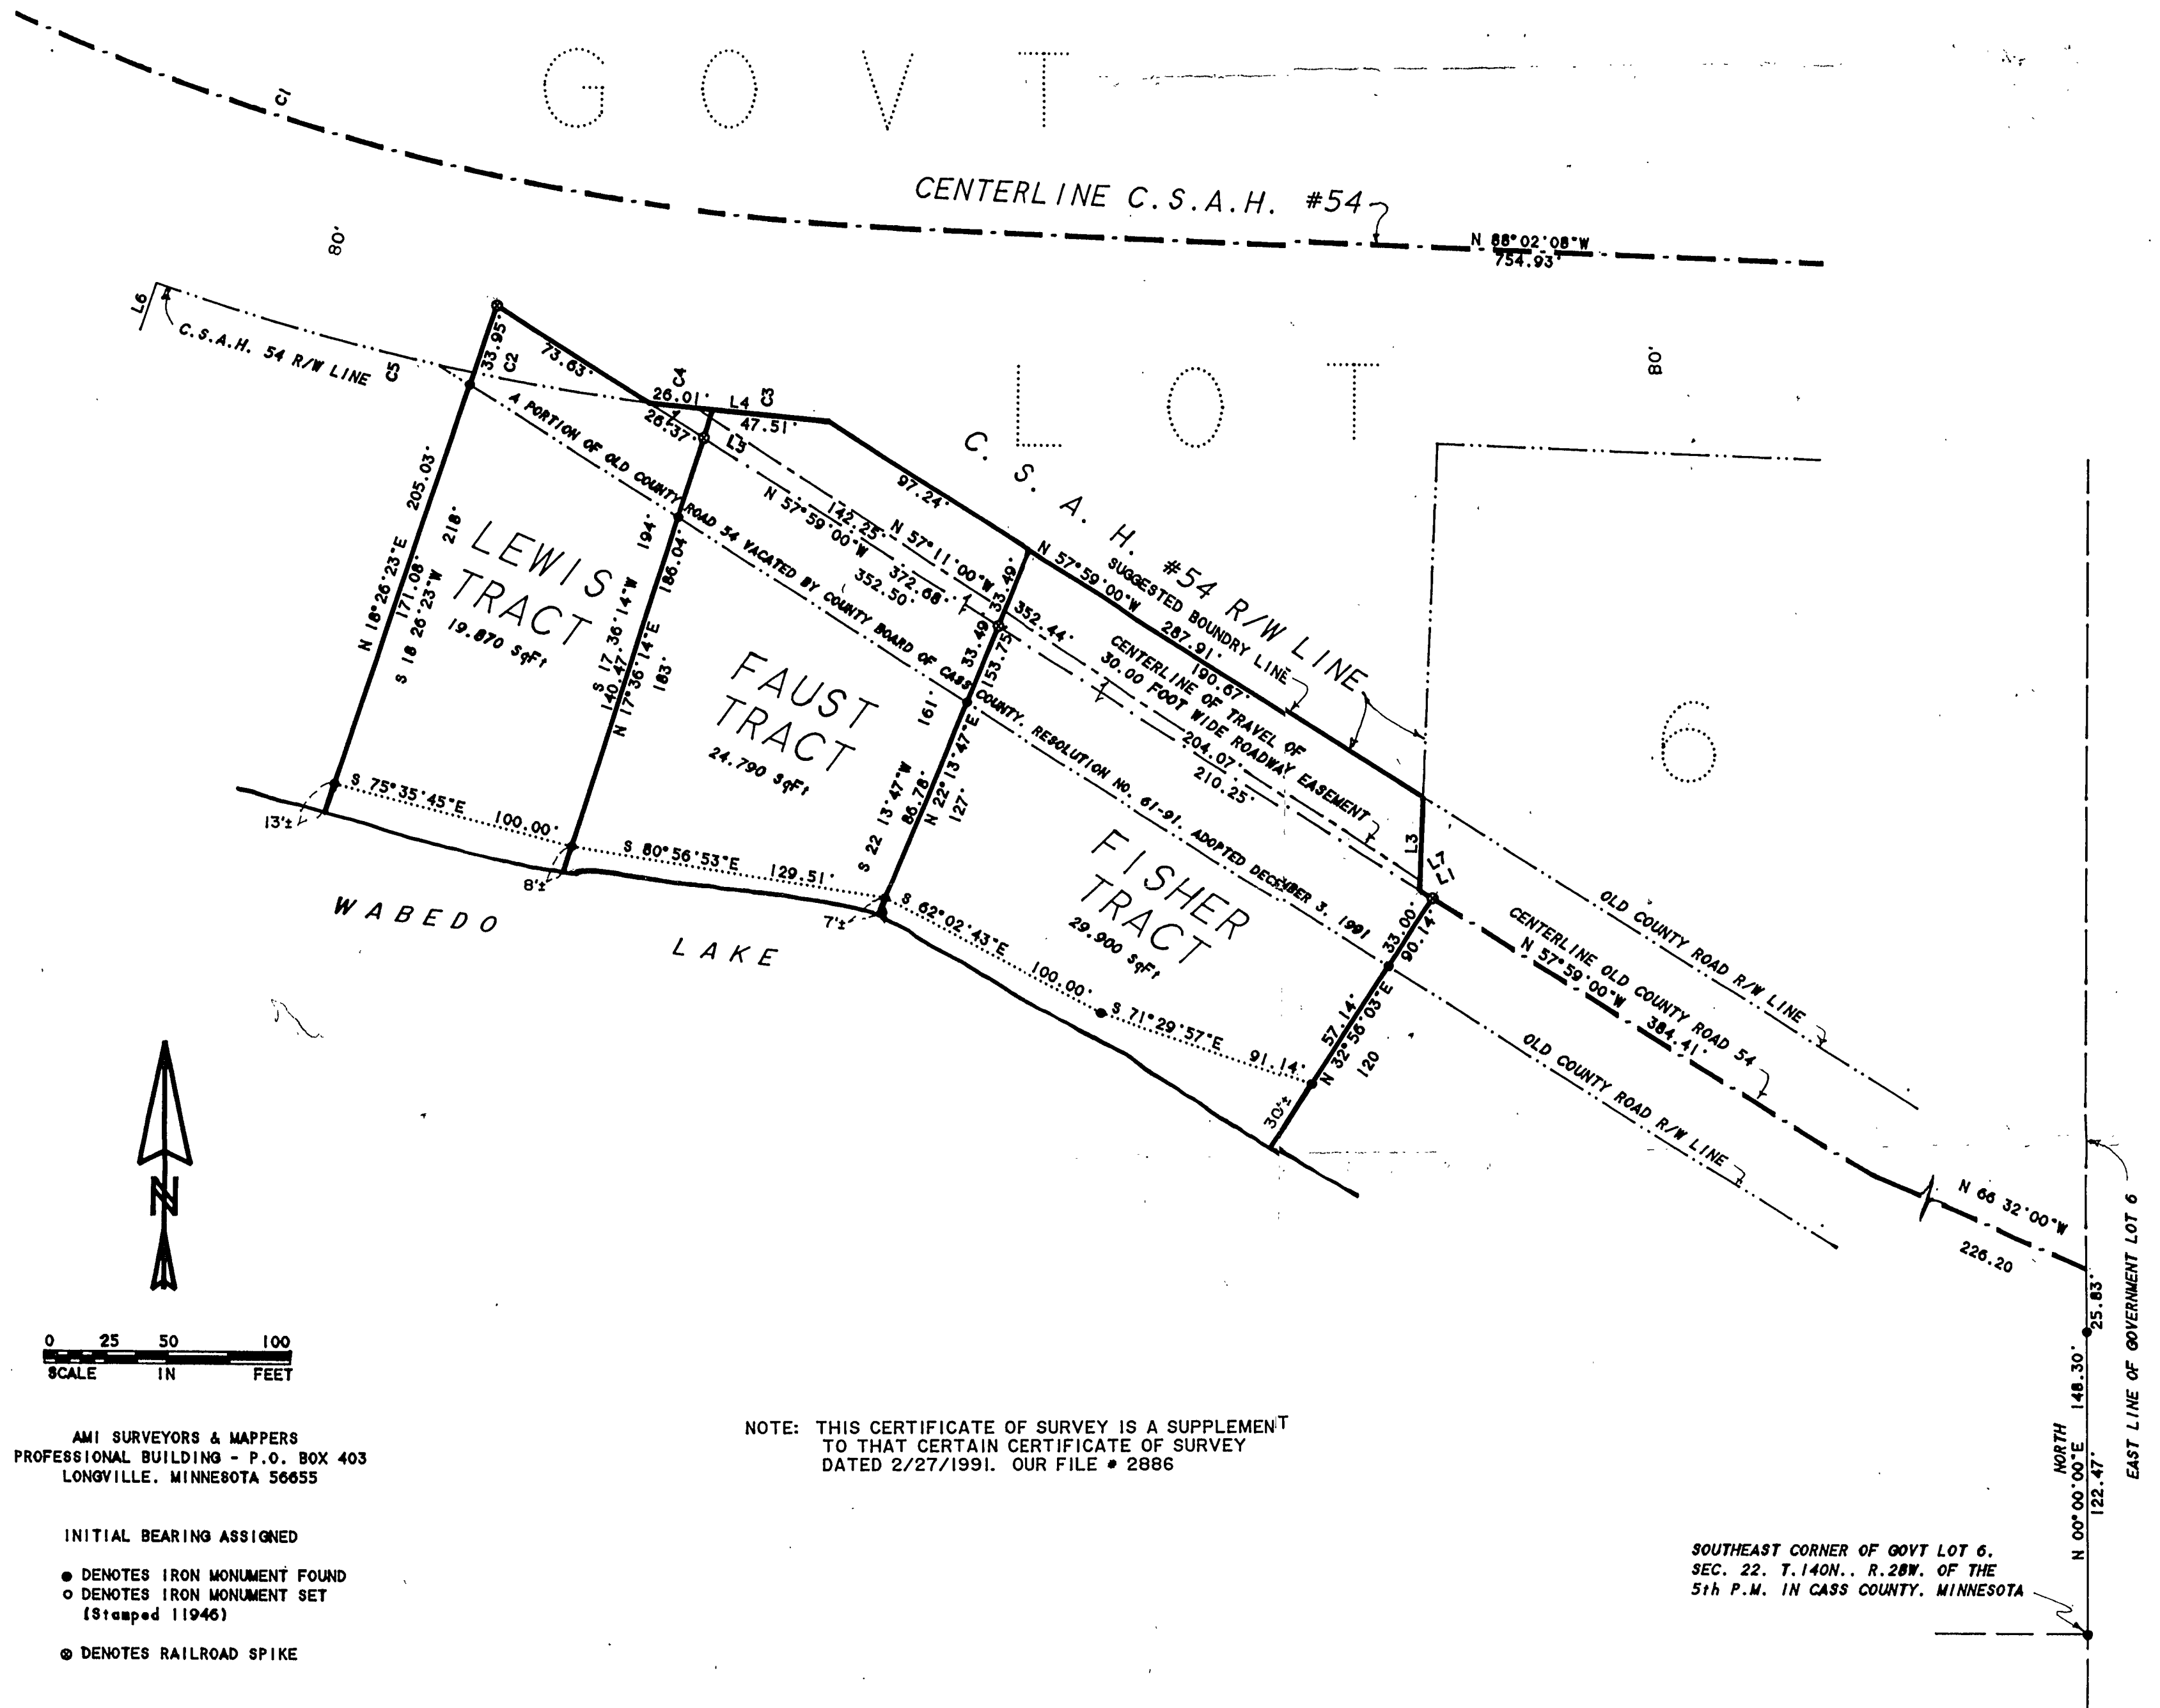 GOVT
C1
CENTERLINE C.S.A.H. #54
N 88°02'08"W
754.93'
80'
80'
L6
C.S.A.H. 54 R/W LINE
C5
33.95'
C2
73.63'
C4
26.01'
L4
C3
47.51'
26.37'
L5
LOT
6
C. S. A. H. #54 R/W LINE
97.24'
A PORTION OF OLD COUNTY ROAD 54 VACATED BY COUNTY BOARD OF CASS COUNTY. RESOLUTION NO. 61-91. ADOPTED DECEMBER 3. 1991
142.25'
N 57°11'00"W
N 57°59'00"W
372.68'
352.50'
352.44'
N 57°59'00"W
287.91'
SUGGESTED BOUNDRY LINE
190.67'
CENTERLINE OF TRAVEL OF
30.00 FOOT WIDE ROADWAY EASEMENT
204.07'
210.25'
N 18°26'23"E 205.03'
171.08'
S 18 26'23"W
218'
LEWIS
TRACT
19.870 SqFt
194'
186.04'
S 17.36'14"W
140.47'
N 17°36'14"E
183'
FAUST
TRACT
24.790 SqFt
33.49'
33.49'
153.75'
161'
S 22 13'47"W
86.78'
N 22°13'47"E
127'
FISHER
TRACT
29.900 SqFt
L3
L7
L1
33.00'
90.14'
57.14'
N 32°56'03"E
120
30'±
S 75°35'45"E 100.00'
13'±
S 80°56'53"E 129.51'
8'±
S 62°02'43"E 100.00'
7'±
S 71°29'57"E 91.14'
WABEDO LAKE
OLD COUNTY ROAD R/W LINE
CENTERLINE OLD COUNTY ROAD 54
N 57°59'00"W 384.41'
OLD COUNTY ROAD R/W LINE
N 66 32'00"W
226.20
25.83'
EAST LINE OF GOVERNMENT LOT 6
NORTH
N 00°00'00"E 148.30'
122.47'
N
0 25 50 100
SCALE IN FEET
AMI SURVEYORS & MAPPERS
PROFESSIONAL BUILDING - P.O. BOX 403
LONGVILLE. MINNESOTA 56655
INITIAL BEARING ASSIGNED
DENOTES IRON MONUMENT FOUND
DENOTES IRON MONUMENT SET
(Stamped 11946)
DENOTES RAILROAD SPIKE
NOTE: THIS CERTIFICATE OF SURVEY IS A SUPPLEMENT
TO THAT CERTAIN CERTIFICATE OF SURVEY
DATED 2/27/1991. OUR FILE # 2886
SOUTHEAST CORNER OF GOVT LOT 6.
SEC. 22. T.140N.. R.28W. OF THE
5th P.M. IN CASS COUNTY. MINNESOTA